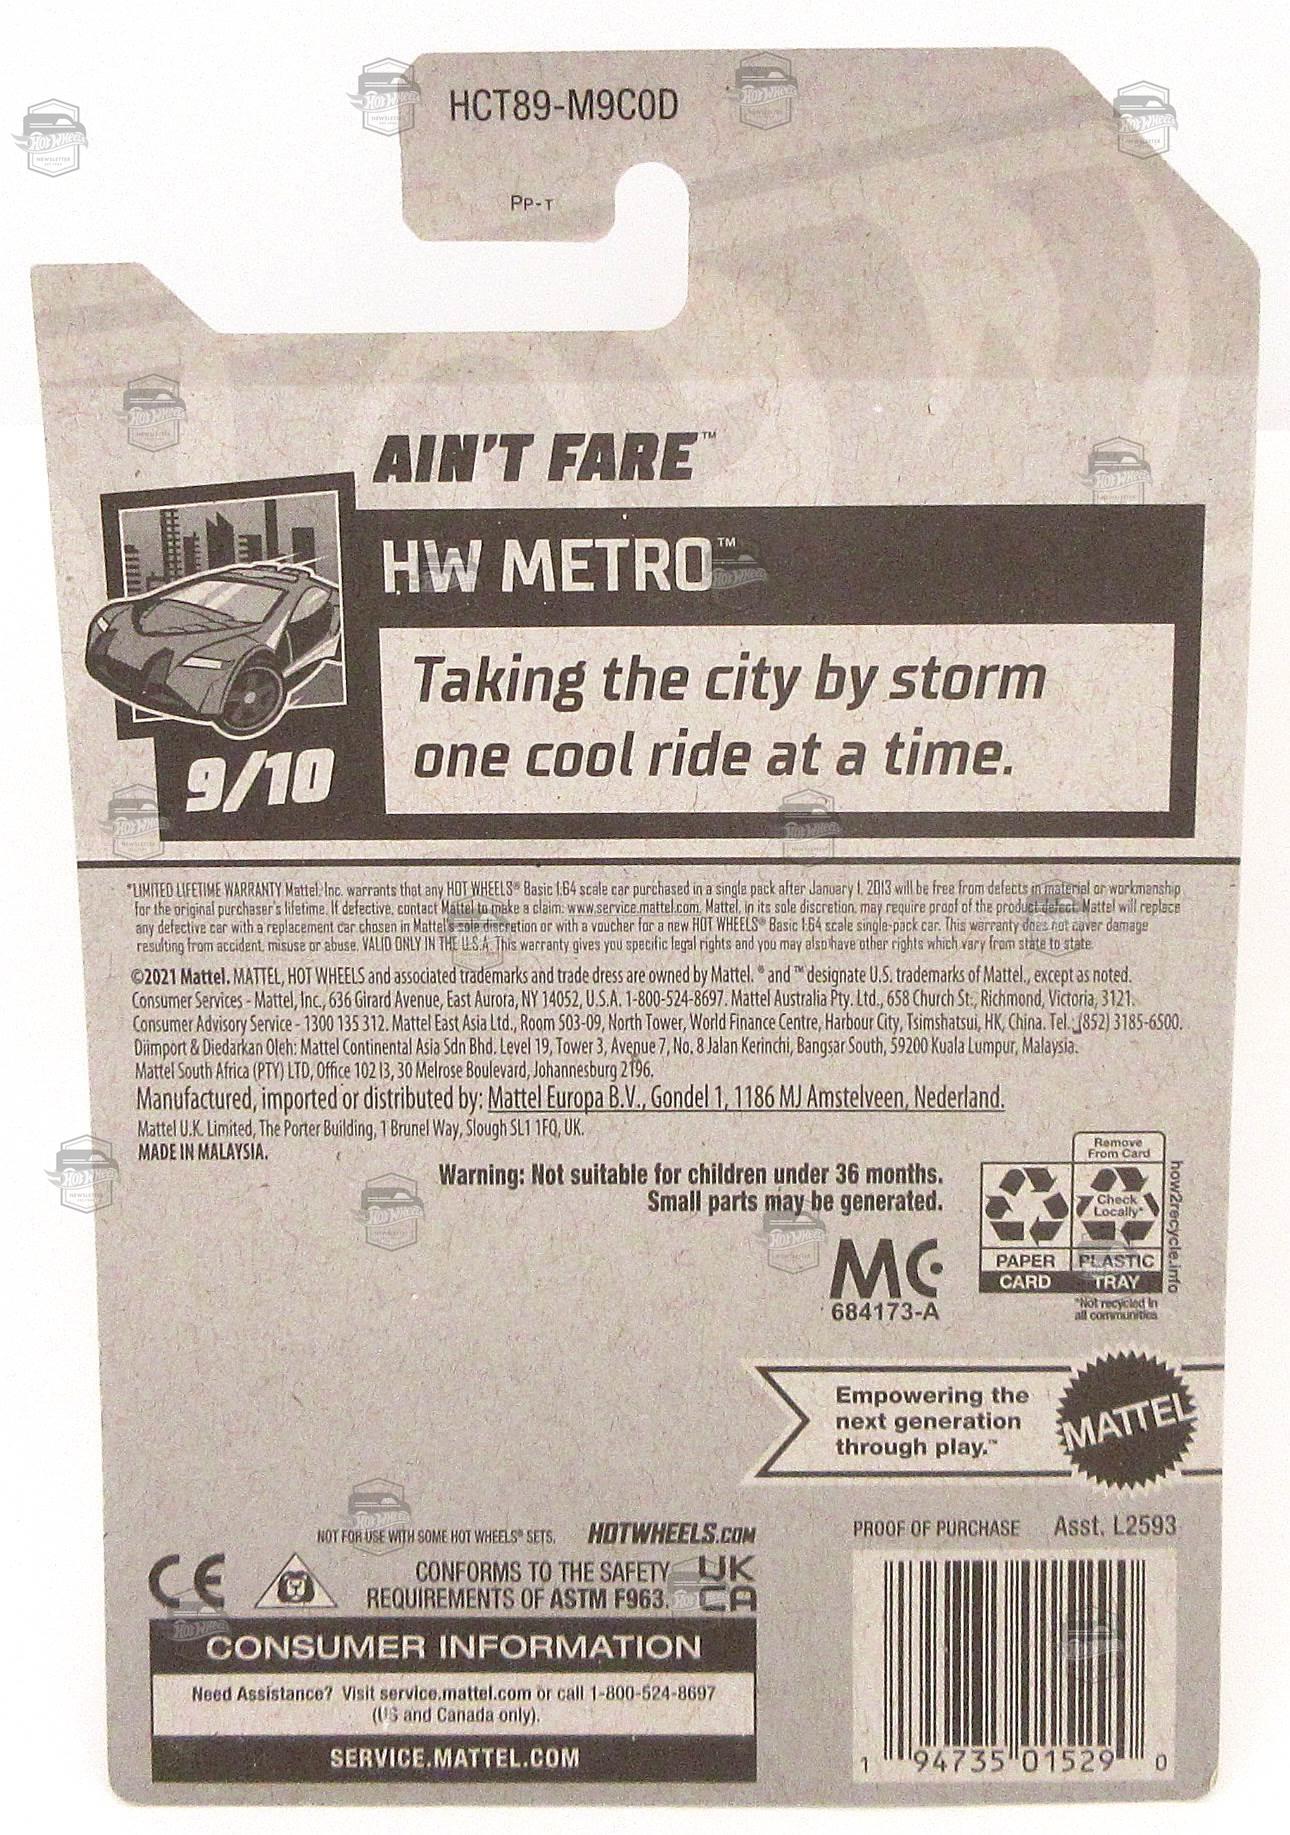 HCT89-M9C0D
PP-T
AIN'T FARE™
HW METRO™
Taking the city by storm
one cool ride at a time.
9/10
*LIMITED LIFETIME WARRANTY Mattel, Inc. warrants that any HOT WHEELS® Basic 1:64 scale car purchased in a single pack after January 1, 2013 will be free from defects in material or workmanship
for the original purchaser's lifetime. If defective, contact Mattel to make a claim: www.service.mattel.com. Mattel, in its sole discretion, may require proof of the product defect. Mattel will replace
any defective car with a replacement car chosen in Mattel's sole discretion or with a voucher for a new HOT WHEELS® Basic 1:64 scale single-pack car. This warranty does not cover damage
resulting from accident, misuse or abuse. VALID ONLY IN THE U.S.A. This warranty gives you specific legal rights and you may also have other rights which vary from state to state.
©2021 Mattel. MATTEL, HOT WHEELS and associated trademarks and trade dress are owned by Mattel. ® and ™ designate U.S. trademarks of Mattel., except as noted.
Consumer Services - Mattel, Inc., 636 Girard Avenue, East Aurora, NY 14052, U.S.A. 1-800-524-8697. Mattel Australia Pty. Ltd., 658 Church St., Richmond, Victoria, 3121.
Consumer Advisory Service - 1300 135 312. Mattel East Asia Ltd., Room 503-09, North Tower, World Finance Centre, Harbour City, Tsimshatsui, HK, China. Tel.: (852) 3185-6500.
Diimport & Diedarkan Oleh: Mattel Continental Asia Sdn Bhd. Level 19, Tower 3, Avenue 7, No. 8 Jalan Kerinchi, Bangsar South, 59200 Kuala Lumpur, Malaysia.
Mattel South Africa (PTY) LTD, Office 102 I3, 30 Melrose Boulevard, Johannesburg 2196.
Manufactured, imported or distributed by: Mattel Europa B.V., Gondel 1, 1186 MJ Amstelveen, Nederland.
Mattel U.K. Limited, The Porter Building, 1 Brunel Way, Slough SL1 1FQ, UK.
MADE IN MALAYSIA.
Warning: Not suitable for children under 36 months.
Small parts may be generated.
MC
684173-A
Remove
From Card
Check
Locally*
PAPER
PLASTIC
CARD
TRAY
*Not recycled in
all communities
how2recycle.info
Empowering the
next generation
through play.™
MATTEL
NOT FOR USE WITH SOME HOT WHEELS® SETS.
HOTWHEELS.COM
CE
CONFORMS TO THE SAFETY
REQUIREMENTS OF ASTM F963.
UK
CA
CONSUMER INFORMATION
Need Assistance? Visit service.mattel.com or call 1-800-524-8697
(US and Canada only).
SERVICE.MATTEL.COM
PROOF OF PURCHASE Asst. L2593
1 94735 01529 0